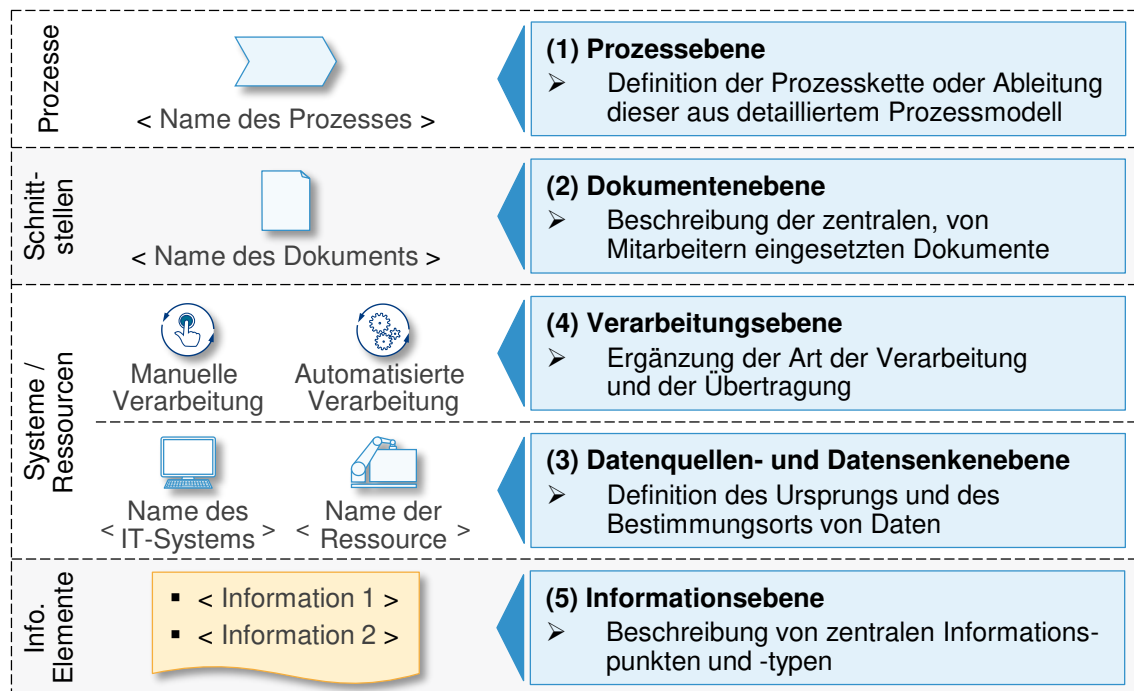 Prozesse
< Name des Prozesses >
(1) Prozessebene
➢ Definition der Prozesskette oder Ableitung
dieser aus detailliertem Prozessmodell
Schnitt-
stellen
< Name des Dokuments >
(2) Dokumentenebene
➢ Beschreibung der zentralen, von
Mitarbeitern eingesetzten Dokumente
Systeme /
Ressourcen
Manuelle
Verarbeitung
Automatisierte
Verarbeitung
(4) Verarbeitungsebene
➢ Ergänzung der Art der Verarbeitung
und der Übertragung
< Name des
IT-Systems >
< Name der
Ressource >
(3) Datenquellen- und Datensenkenebene
➢ Definition des Ursprungs und des
Bestimmungsorts von Daten
Info.
Elemente
▪ < Information 1 >
▪ < Information 2 >
(5) Informationsebene
➢ Beschreibung von zentralen Informations-
punkten und -typen